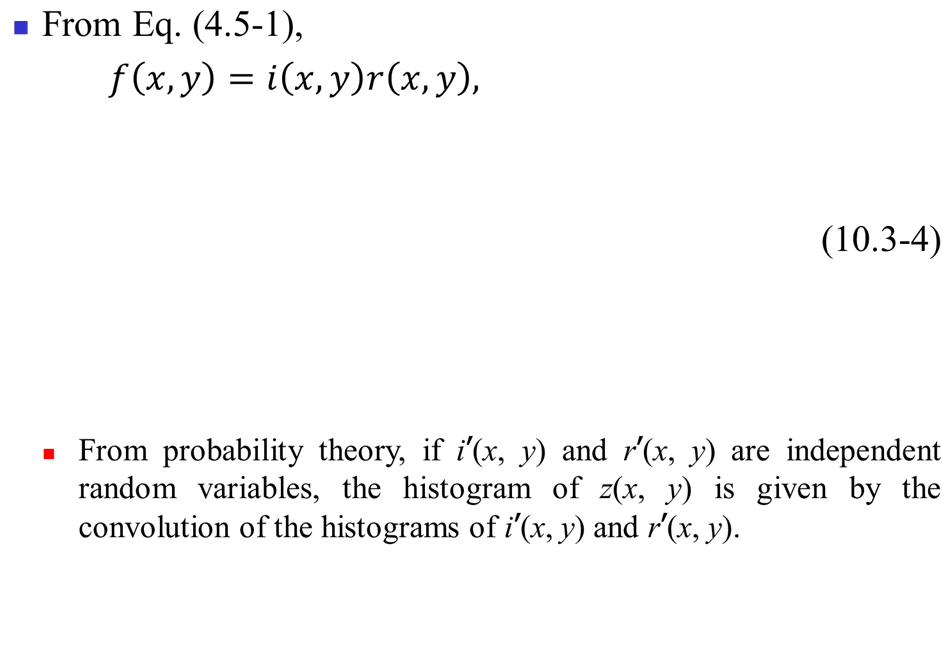 From Eq. (4.5-1),
f(x, y) = i(x, y)r(x, y),
(10.3-4)
From probability theory, if i′(x, y) and r′(x, y) are independent
random variables, the histogram of z(x, y) is given by the
convolution of the histograms of i′(x, y) and r′(x, y).